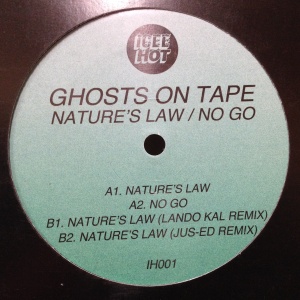 ICEE
HOT
GHOSTS ON TAPE
NATURE'S LAW / NO GO
A1. NATURE'S LAW
A2. NO GO
B1. NATURE'S LAW (LANDO KAL REMIX)
B2. NATURE'S LAW (JUS-ED REMIX)
IH001